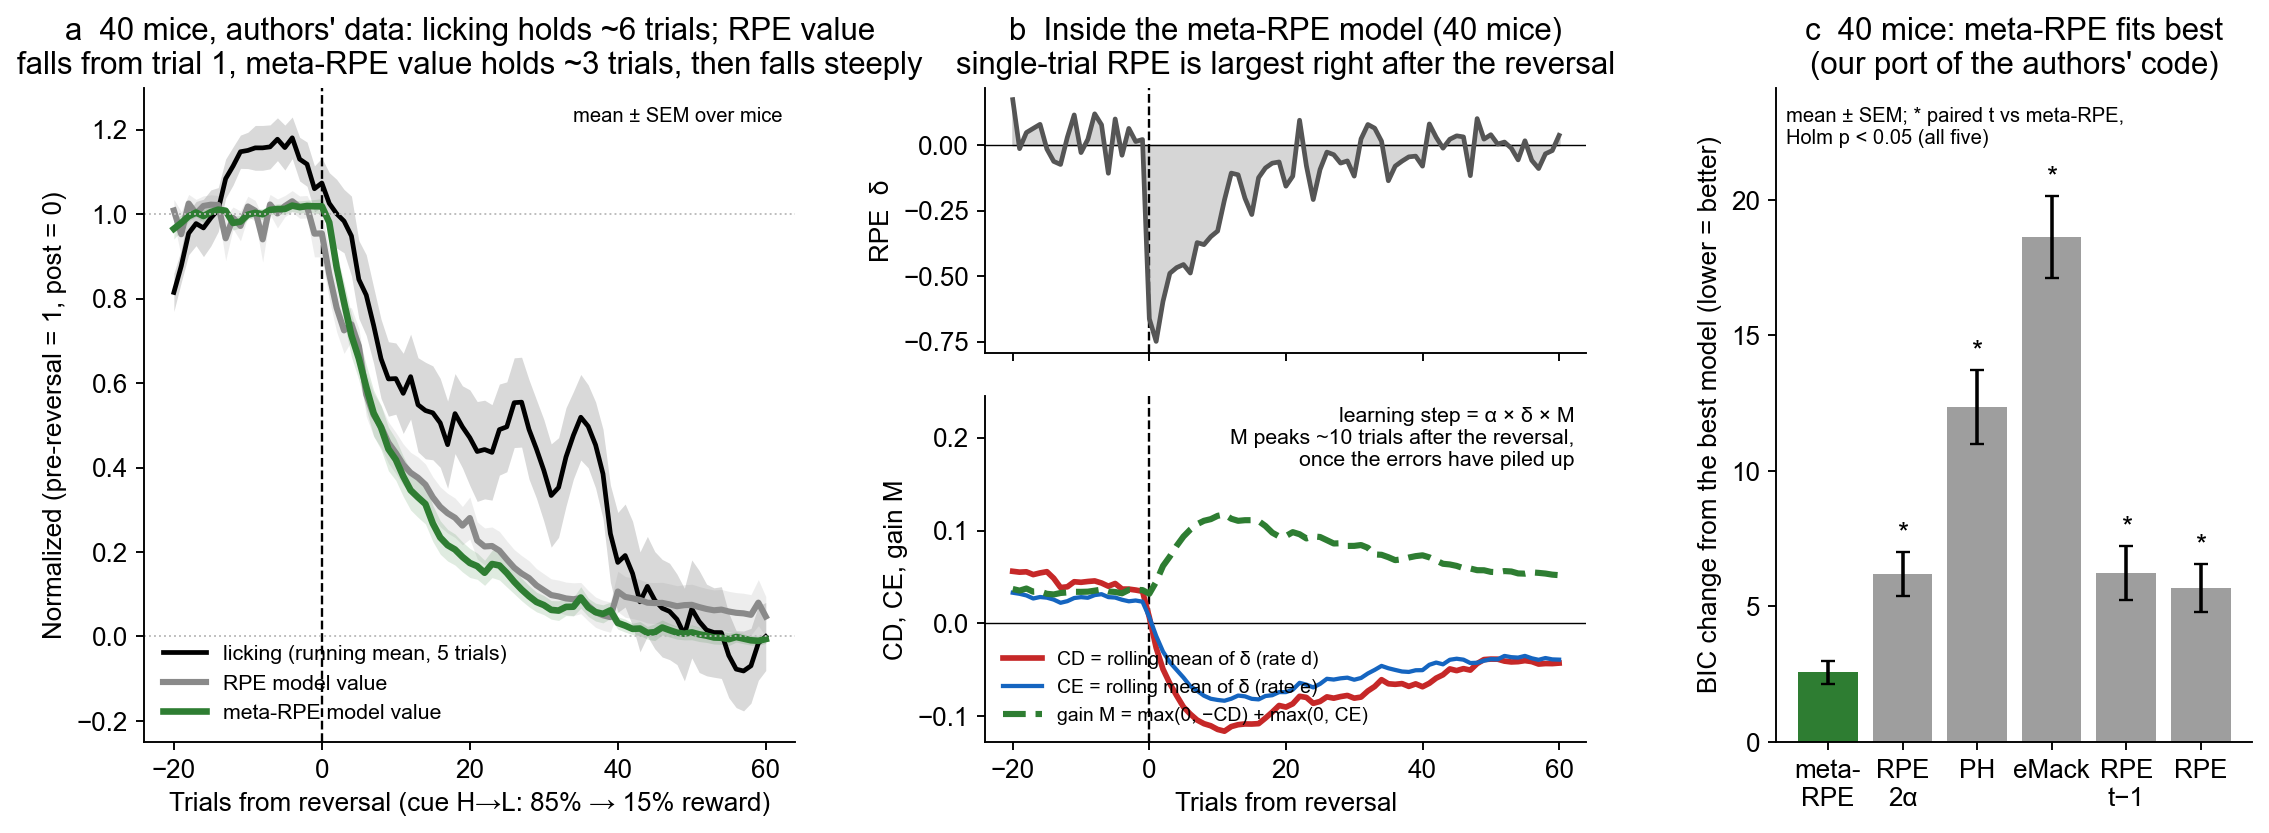 a  40 mice, authors' data: licking holds ~6 trials; RPE value
falls from trial 1, meta-RPE value holds ~3 trials, then falls steeply
mean ± SEM over mice
Normalized (pre-reversal = 1, post = 0)
1.2
1.0
0.8
0.6
0.4
0.2
0.0
−0.2
licking (running mean, 5 trials)
RPE model value
meta-RPE model value
−20
0
20
40
60
Trials from reversal (cue H→L: 85% → 15% reward)
b  Inside the meta-RPE model (40 mice)
single-trial RPE is largest right after the reversal
RPE  δ
0.00
−0.25
−0.50
−0.75
learning step = α × δ × M
M peaks ~10 trials after the reversal,
once the errors have piled up
CD, CE, gain M
0.2
0.1
0.0
−0.1
CD = rolling mean of δ (rate d)
CE = rolling mean of δ (rate e)
gain M = max(0, −CD) + max(0, CE)
−20
0
20
40
60
Trials from reversal
c  40 mice: meta-RPE fits best
(our port of the authors' code)
mean ± SEM; * paired t vs meta-RPE,
Holm p < 0.05 (all five)
BIC change from the best model (lower = better)
20
15
10
5
0
*
*
*
*
*
meta-
RPE
RPE
2α
PH
eMack
RPE
t−1
RPE